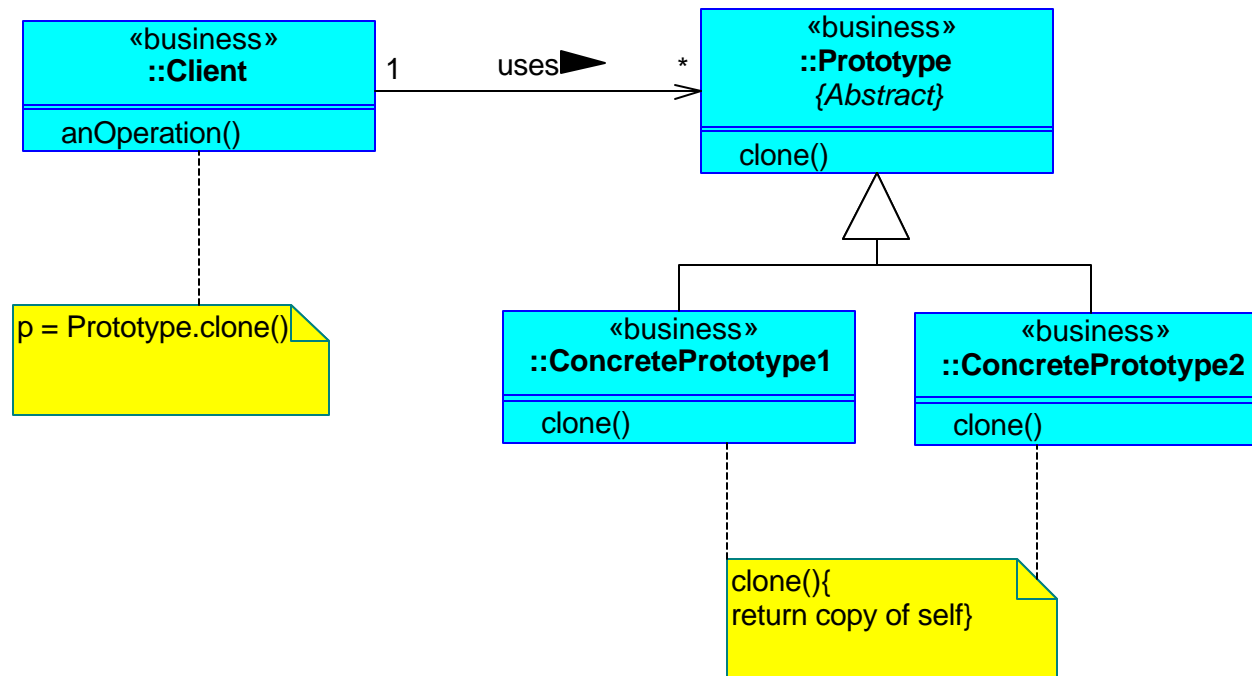 «business»
::Client
anOperation()
1
uses
*
«business»
::Prototype
{Abstract}
clone()
p = Prototype.clone()
«business»
::ConcretePrototype1
clone()
«business»
::ConcretePrototype2
clone()
clone(){
return copy of self}